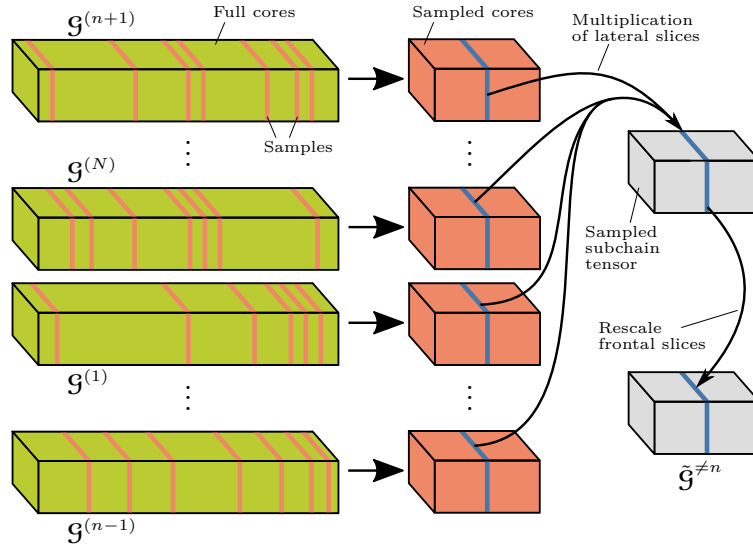 𝒢^(n+1)
Full cores
Sampled cores
Multiplication
of lateral slices
Samples
𝒢^(N)
Sampled
subchain
tensor
Rescale
frontal slices
𝒢^(1)
𝒢̃^≠n
𝒢^(n−1)